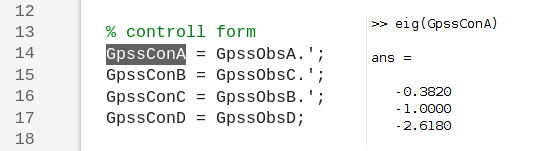 12
13 % controll form
14 GpssConA = GpssObsA.';
15 GpssConB = GpssObsC.';
16 GpssConC = GpssObsB.';
17 GpssConD = GpssObsD;
18
>> eig(GpssConA)
ans =
-0.3820
-1.0000
-2.6180